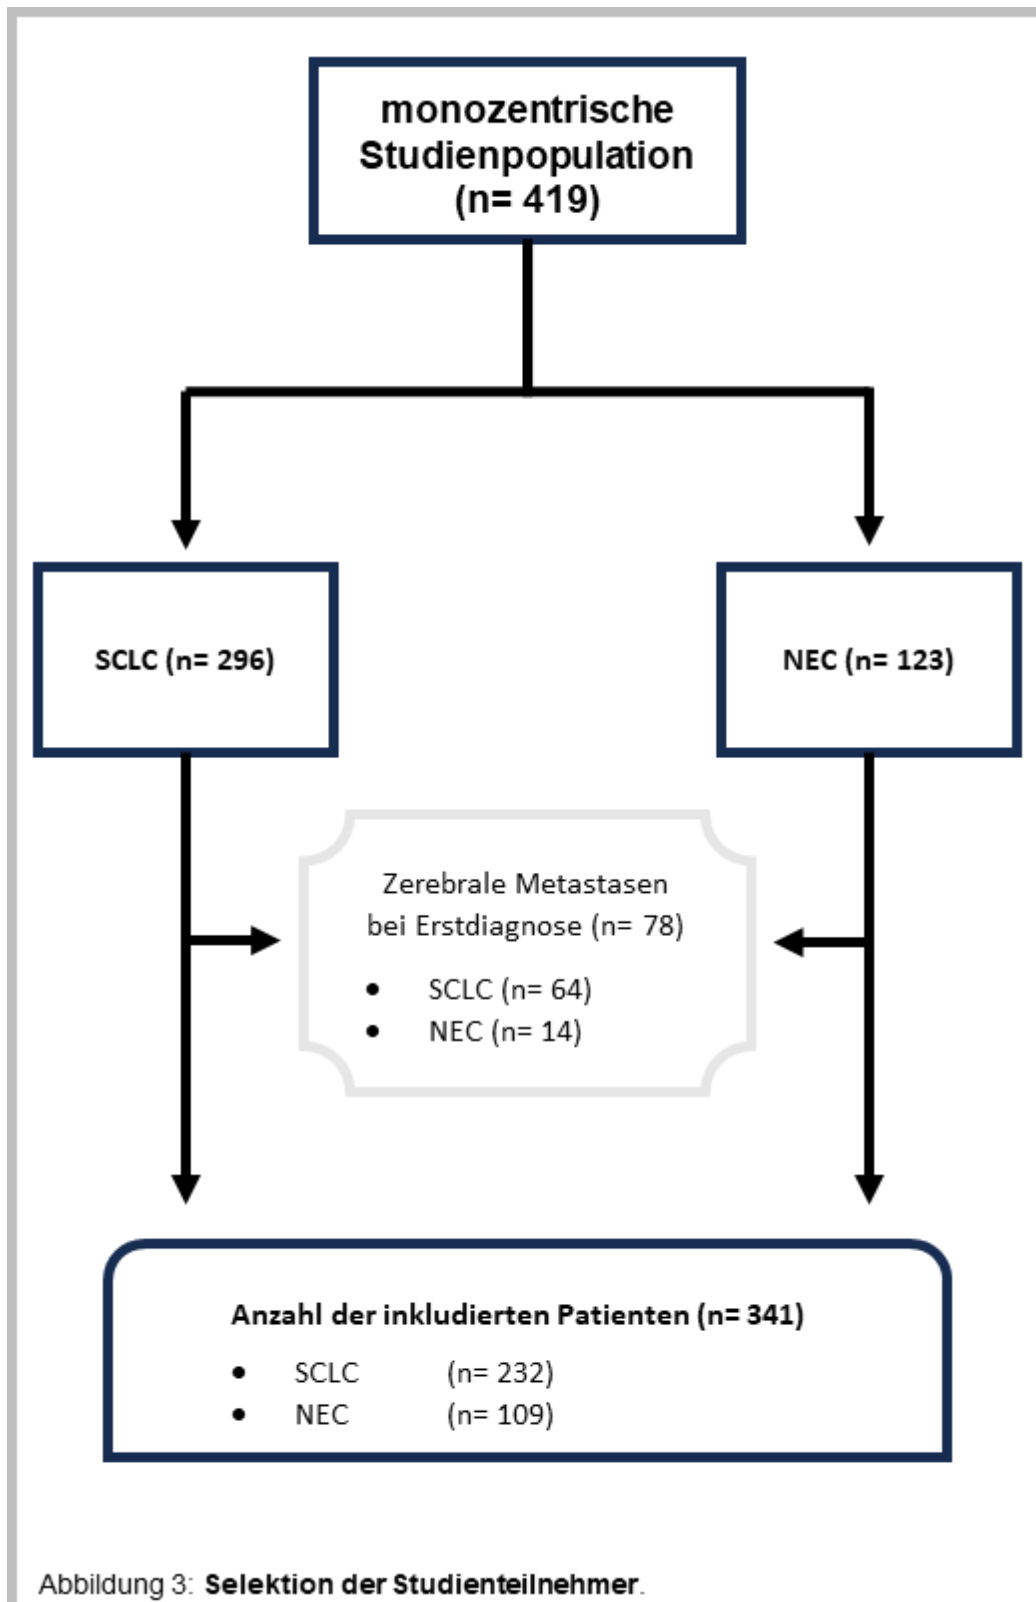 monozentrische
Studienpopulation
(n= 419)
SCLC (n= 296)
NEC (n= 123)
Zerebrale Metastasen
bei Erstdiagnose (n= 78)
• SCLC (n= 64)
• NEC (n= 14)
Anzahl der inkludierten Patienten (n= 341)
• SCLC (n= 232)
• NEC (n= 109)
Abbildung 3: Selektion der Studienteilnehmer.